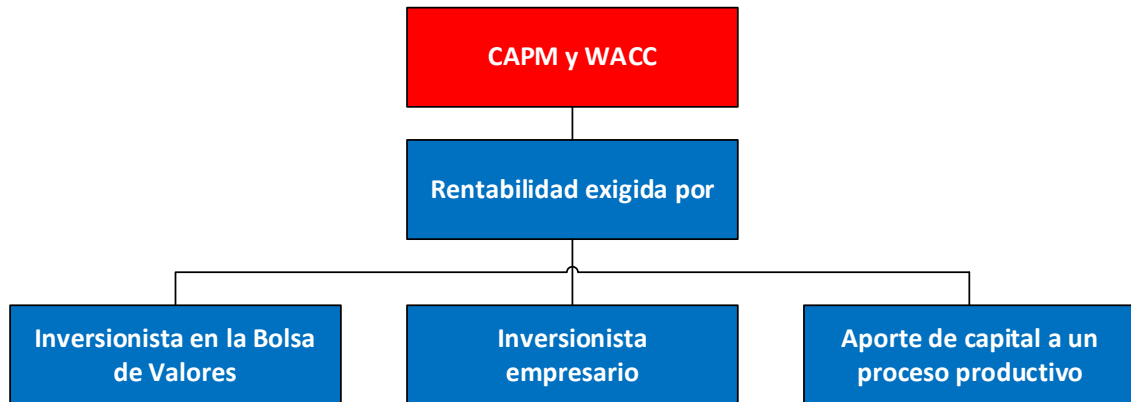 CAPM y WACC
Rentabilidad exigida por
Inversionista en la Bolsa
de Valores
Inversionista
empresario
Aporte de capital a un
proceso productivo